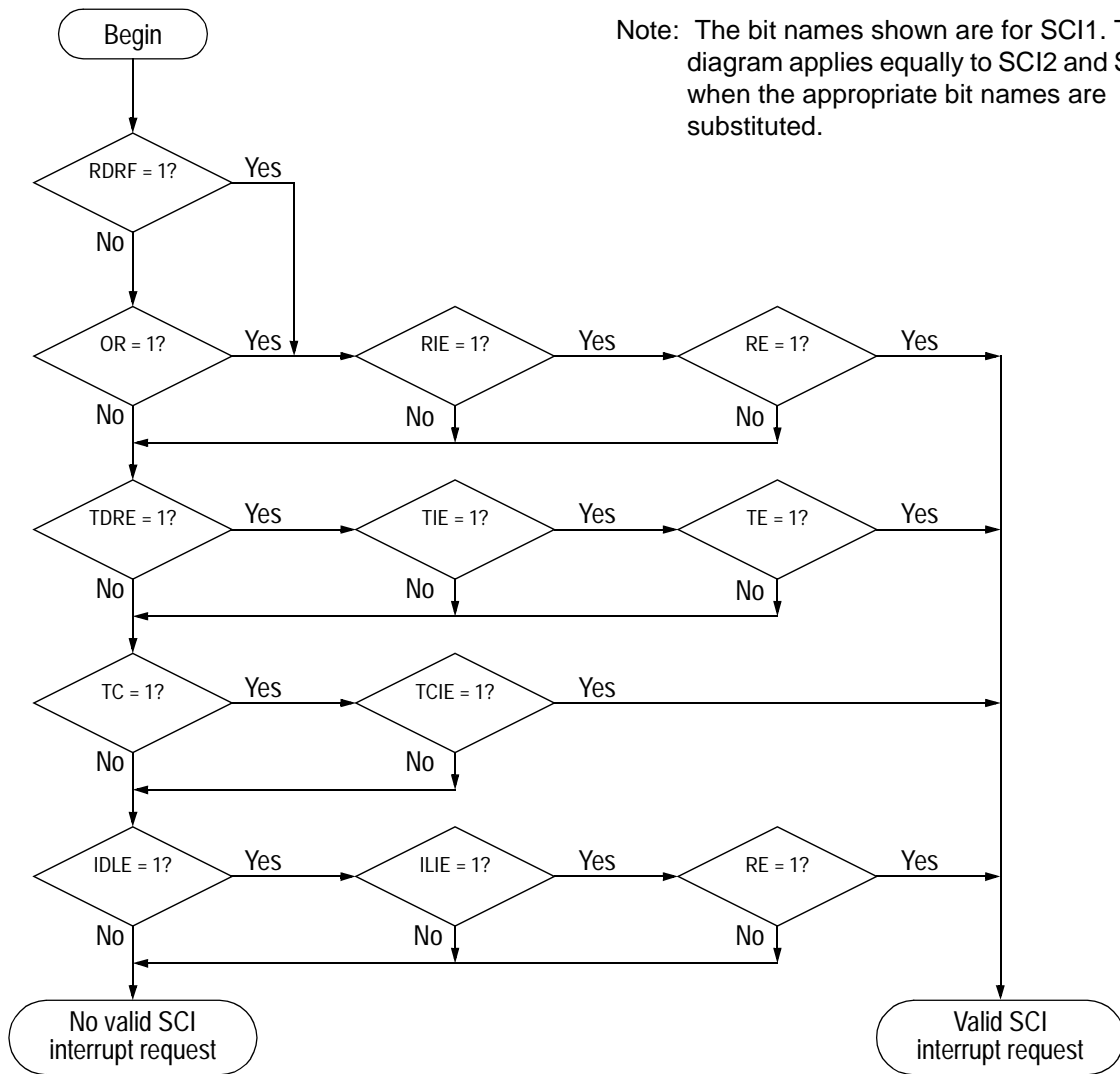 Begin
Note: The bit names shown are for SCI1.
diagram applies equally to SCI2 and
when the appropriate bit names are
substituted.
RDRF = 1?
Yes
No
OR = 1?
Yes
RIE = 1?
Yes
RE = 1?
Yes
No
No
No
TDRE = 1?
Yes
TIE = 1?
Yes
TE = 1?
Yes
No
No
No
TC = 1?
Yes
TCIE = 1?
Yes
No
No
IDLE = 1?
Yes
ILIE = 1?
Yes
RE = 1?
Yes
No
No
No
No valid SCI
interrupt request
Valid SCI
interrupt request